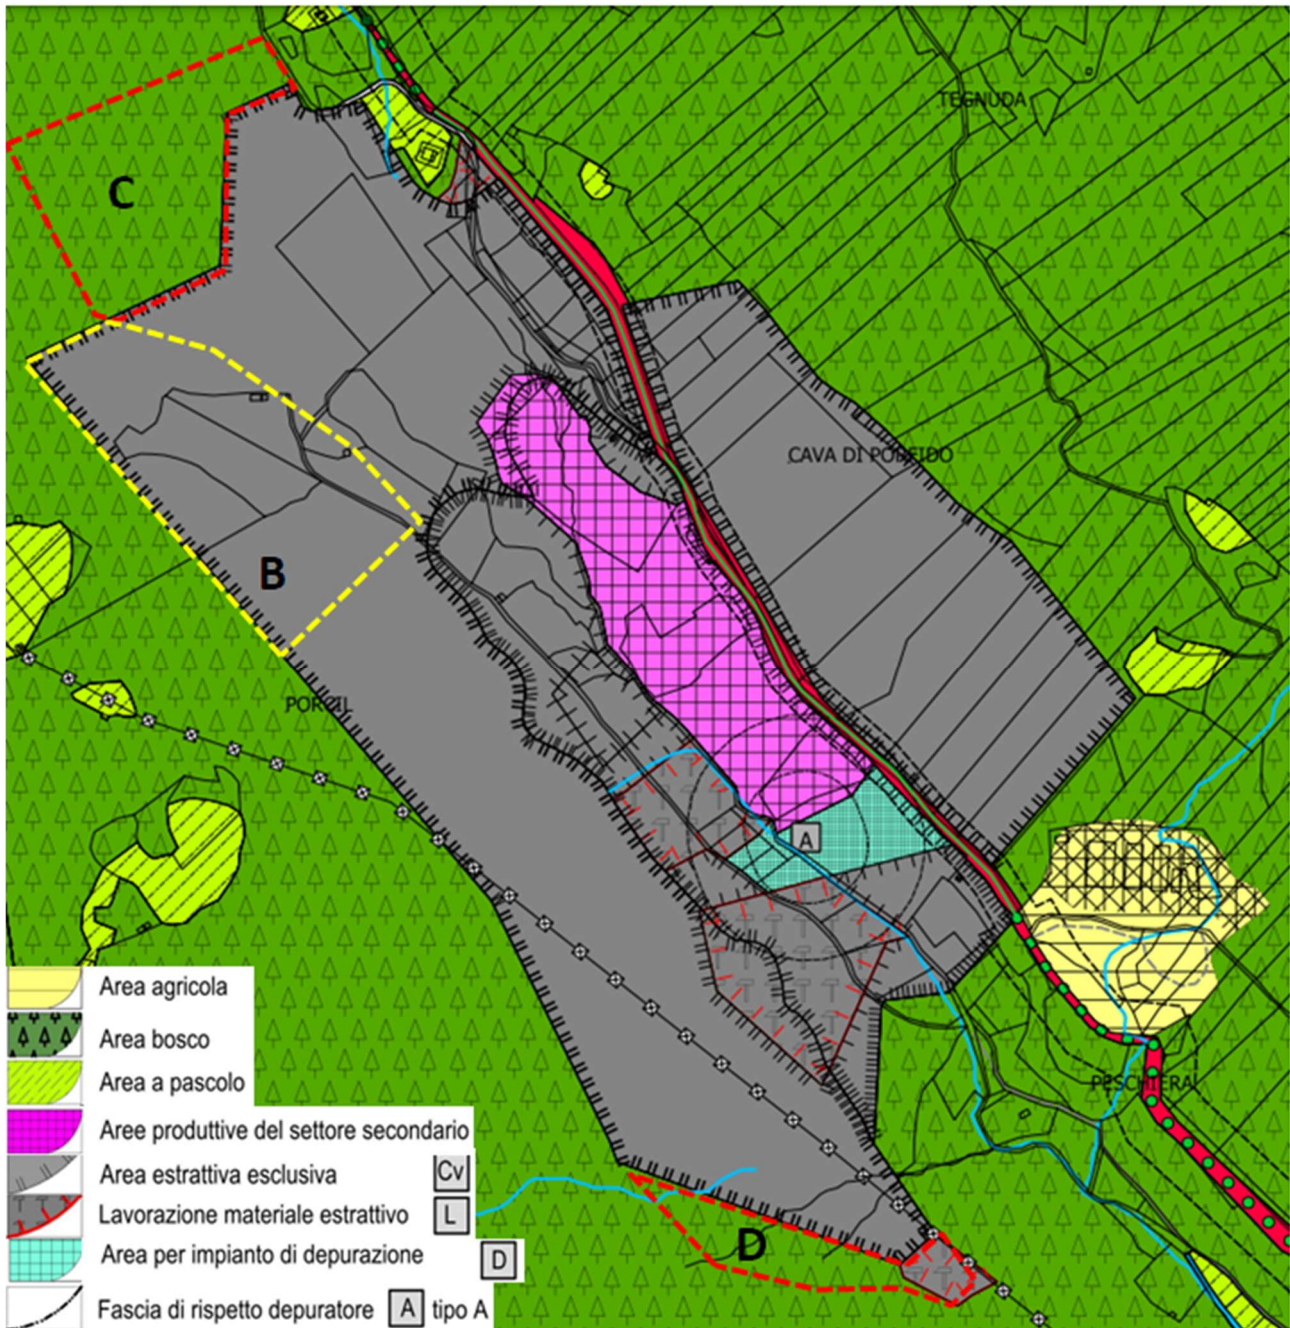 TEGNUDA
C
CAVA DI PORFIDO
B
PORCIL
A
PESCHIERA
D
Area agricola
Area bosco
Area a pascolo
Aree produttive del settore secondario
Area estrattiva esclusiva Cv
Lavorazione materiale estrattivo L
Area per impianto di depurazione D
Fascia di rispetto depuratore A tipo A